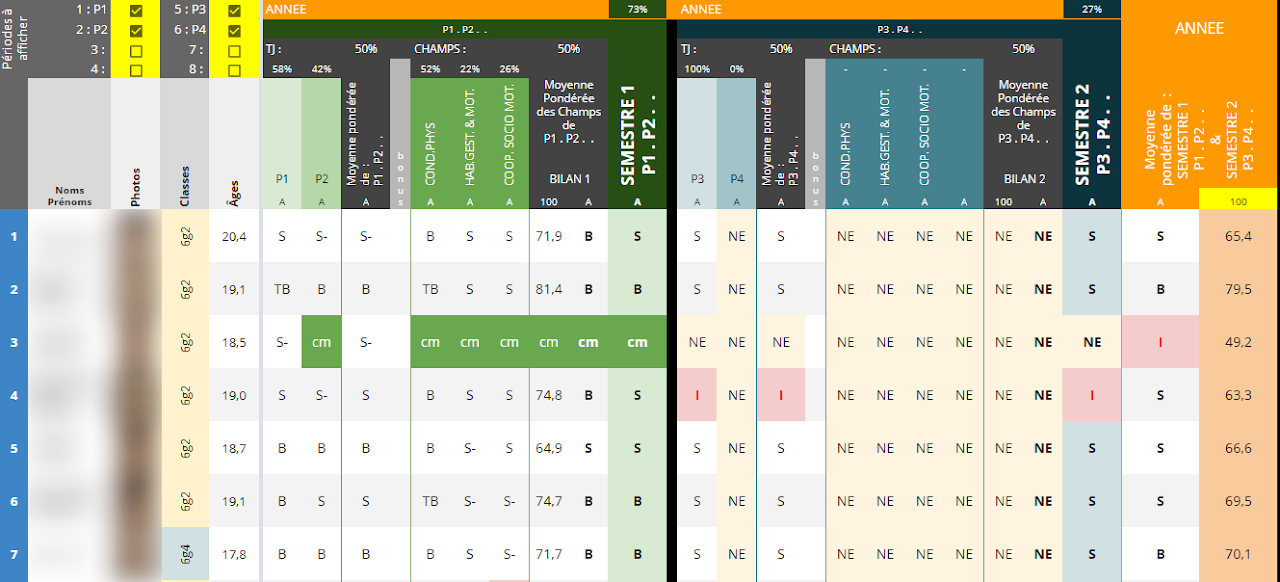 Périodes à afficher
1 : P1 5 : P3
2 : P2 6 : P4
3 : 7 :
4 : 8 :
ANNEE 73% ANNEE 27% ANNEE
P1 . P2 . . P3 . P4 . .
TJ : 50% CHAMPS : 50% TJ : 50% CHAMPS : 50%
58% 42% 52% 22% 26% 100% 0% - - - -
Noms Prénoms
Photos
Classes
Âges
P1 A
P2 A
Moyenne pondérée de : P1 . P2 . . A
bonus
COND.PHYS A
HAB.GEST. & MOT. A
COOP. SOCIO MOT. A
Moyenne Pondérée des Champs de P1 . P2 . .
BILAN 1
100 A
SEMESTRE 1 P1 . P2 . . A
P3 A
P4 A
Moyenne pondérée de : P3 . P4 . . A
bonus
COND.PHYS A
HAB.GEST. & MOT. A
COOP. SOCIO MOT. A
A
Moyenne Pondérée des Champs de P3 . P4 . .
BILAN 2
100 A
SEMESTRE 2 P3 . P4 . . A
Moyenne pondérée de : SEMESTRE 1 P1 . P2 . . & SEMESTRE 2 P3 . P4 . .
A 100
1 6g2 20,4 S S- S- B S S 71,9 B S S NE S NE NE NE NE NE NE S S 65,4
2 6g2 19,1 TB B B TB S S 81,4 B B S NE S NE NE NE NE NE NE S B 79,5
3 6g2 18,5 S- cm S- cm cm cm cm cm cm NE NE NE NE NE NE NE NE NE NE I 49,2
4 6g2 19,0 S S- S B S S 74,8 B S I NE I NE NE NE NE NE NE I S 63,3
5 6g2 18,7 B B B B S- S 64,9 S S S NE S NE NE NE NE NE NE S S 66,6
6 6g2 19,1 B S S TB S- S- 74,7 B B S NE S NE NE NE NE NE NE S S 69,5
7 6g4 17,8 B B B B S S- 71,7 B B S NE S NE NE NE NE NE NE S B 70,1